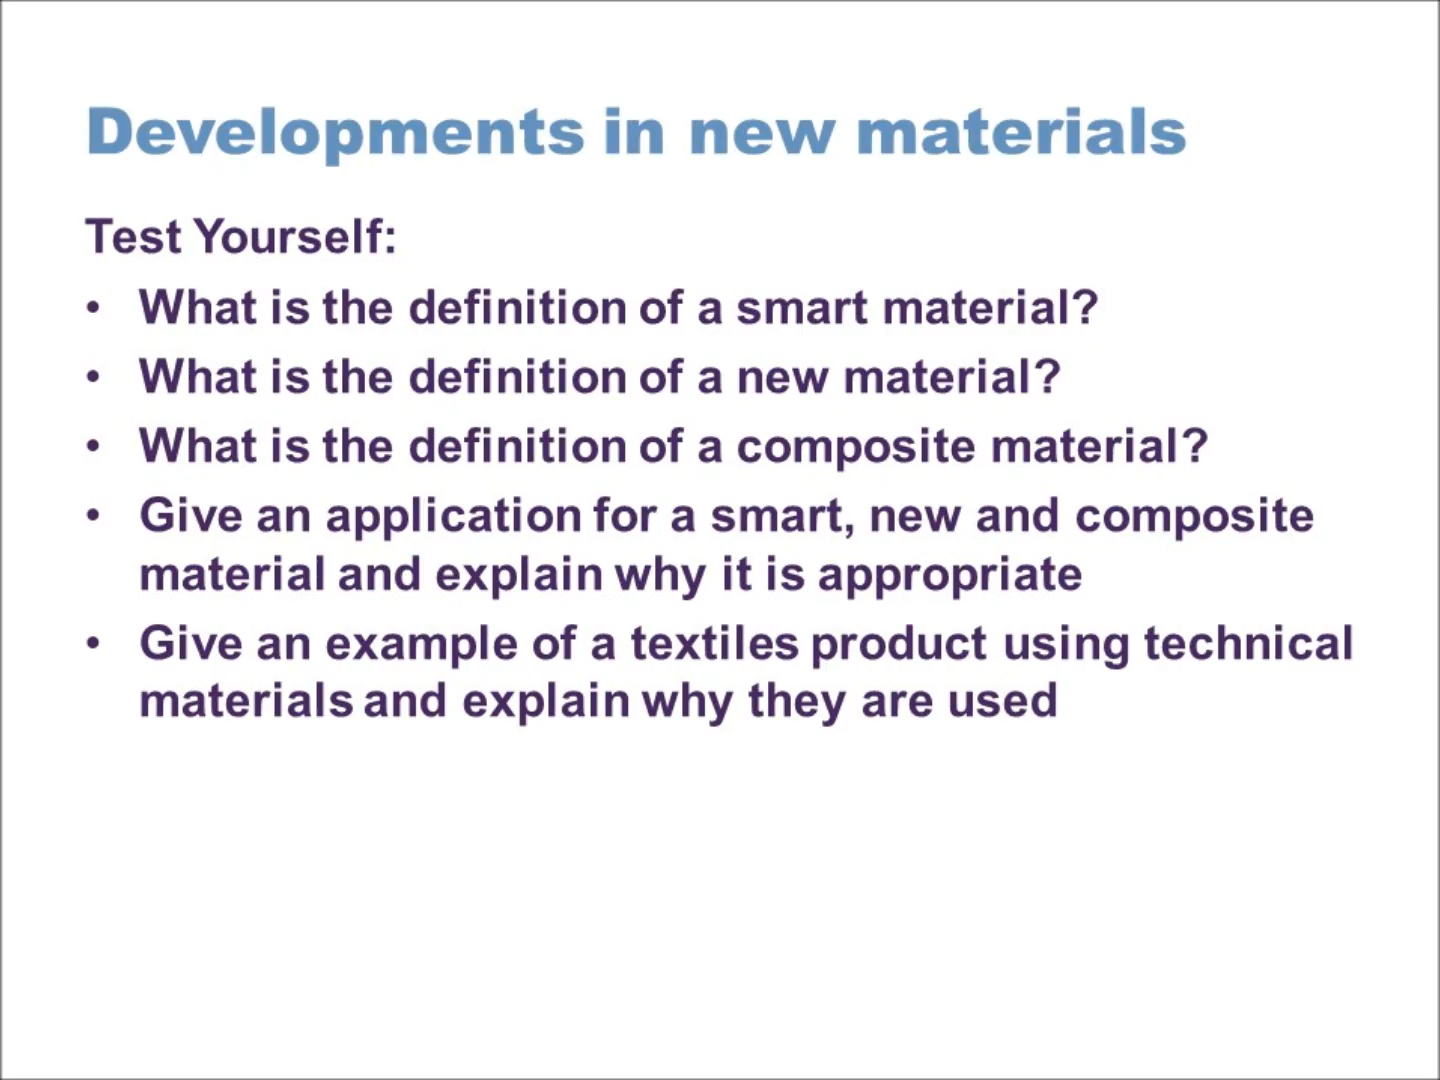 Developments in new materials
Test Yourself:
• What is the definition of a smart material?
• What is the definition of a new material?
• What is the definition of a composite material?
• Give an application for a smart, new and composite
material and explain why it is appropriate
• Give an example of a textiles product using technical
materials and explain why they are used